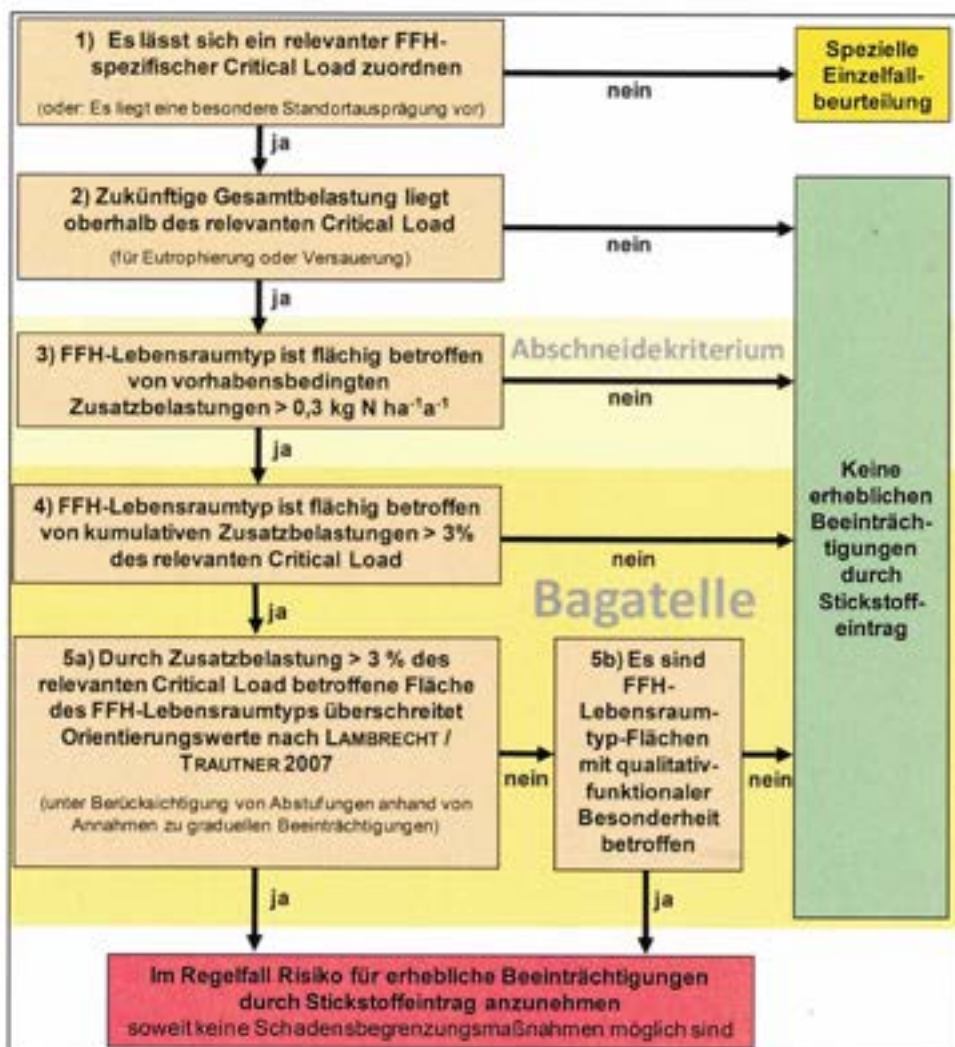 1) Es lässt sich ein relevanter FFH-
spezifischer Critical Load zuordnen
(oder: Es liegt eine besondere Standortausprägung vor)
nein
Spezielle
Einzelfall-
beurteilung
ja
2) Zukünftige Gesamtbelastung liegt
oberhalb des relevanten Critical Load
(für Eutrophierung oder Versauerung)
nein
ja
3) FFH-Lebensraumtyp ist flächig betroffen
von vorhabensbedingten
Zusatzbelastungen > 0,3 kg N ha⁻¹a⁻¹
Abschneidekriterium
nein
ja
4) FFH-Lebensraumtyp ist flächig betroffen
von kumulativen Zusatzbelastungen > 3%
des relevanten Critical Load
nein
Keine
erheblichen
Beeinträch-
tigungen
durch
Stickstoff-
eintrag
ja
Bagatelle
5a) Durch Zusatzbelastung > 3 % des
relevanten Critical Load betroffene Fläche
des FFH-Lebensraumtyps überschreitet
Orientierungswerte nach LAMBRECHT /
TRAUTNER 2007
(unter Berücksichtigung von Abstufungen anhand von
Annahmen zu graduellen Beeinträchtigungen)
nein
5b) Es sind
FFH-
Lebensraum-
typ-Flächen
mit qualitativ-
funktionaler
Besonderheit
betroffen
nein
ja
ja
Im Regelfall Risiko für erhebliche Beeinträchtigungen
durch Stickstoffeintrag anzunehmen
soweit keine Schadensbegrenzungsmaßnahmen möglich sind